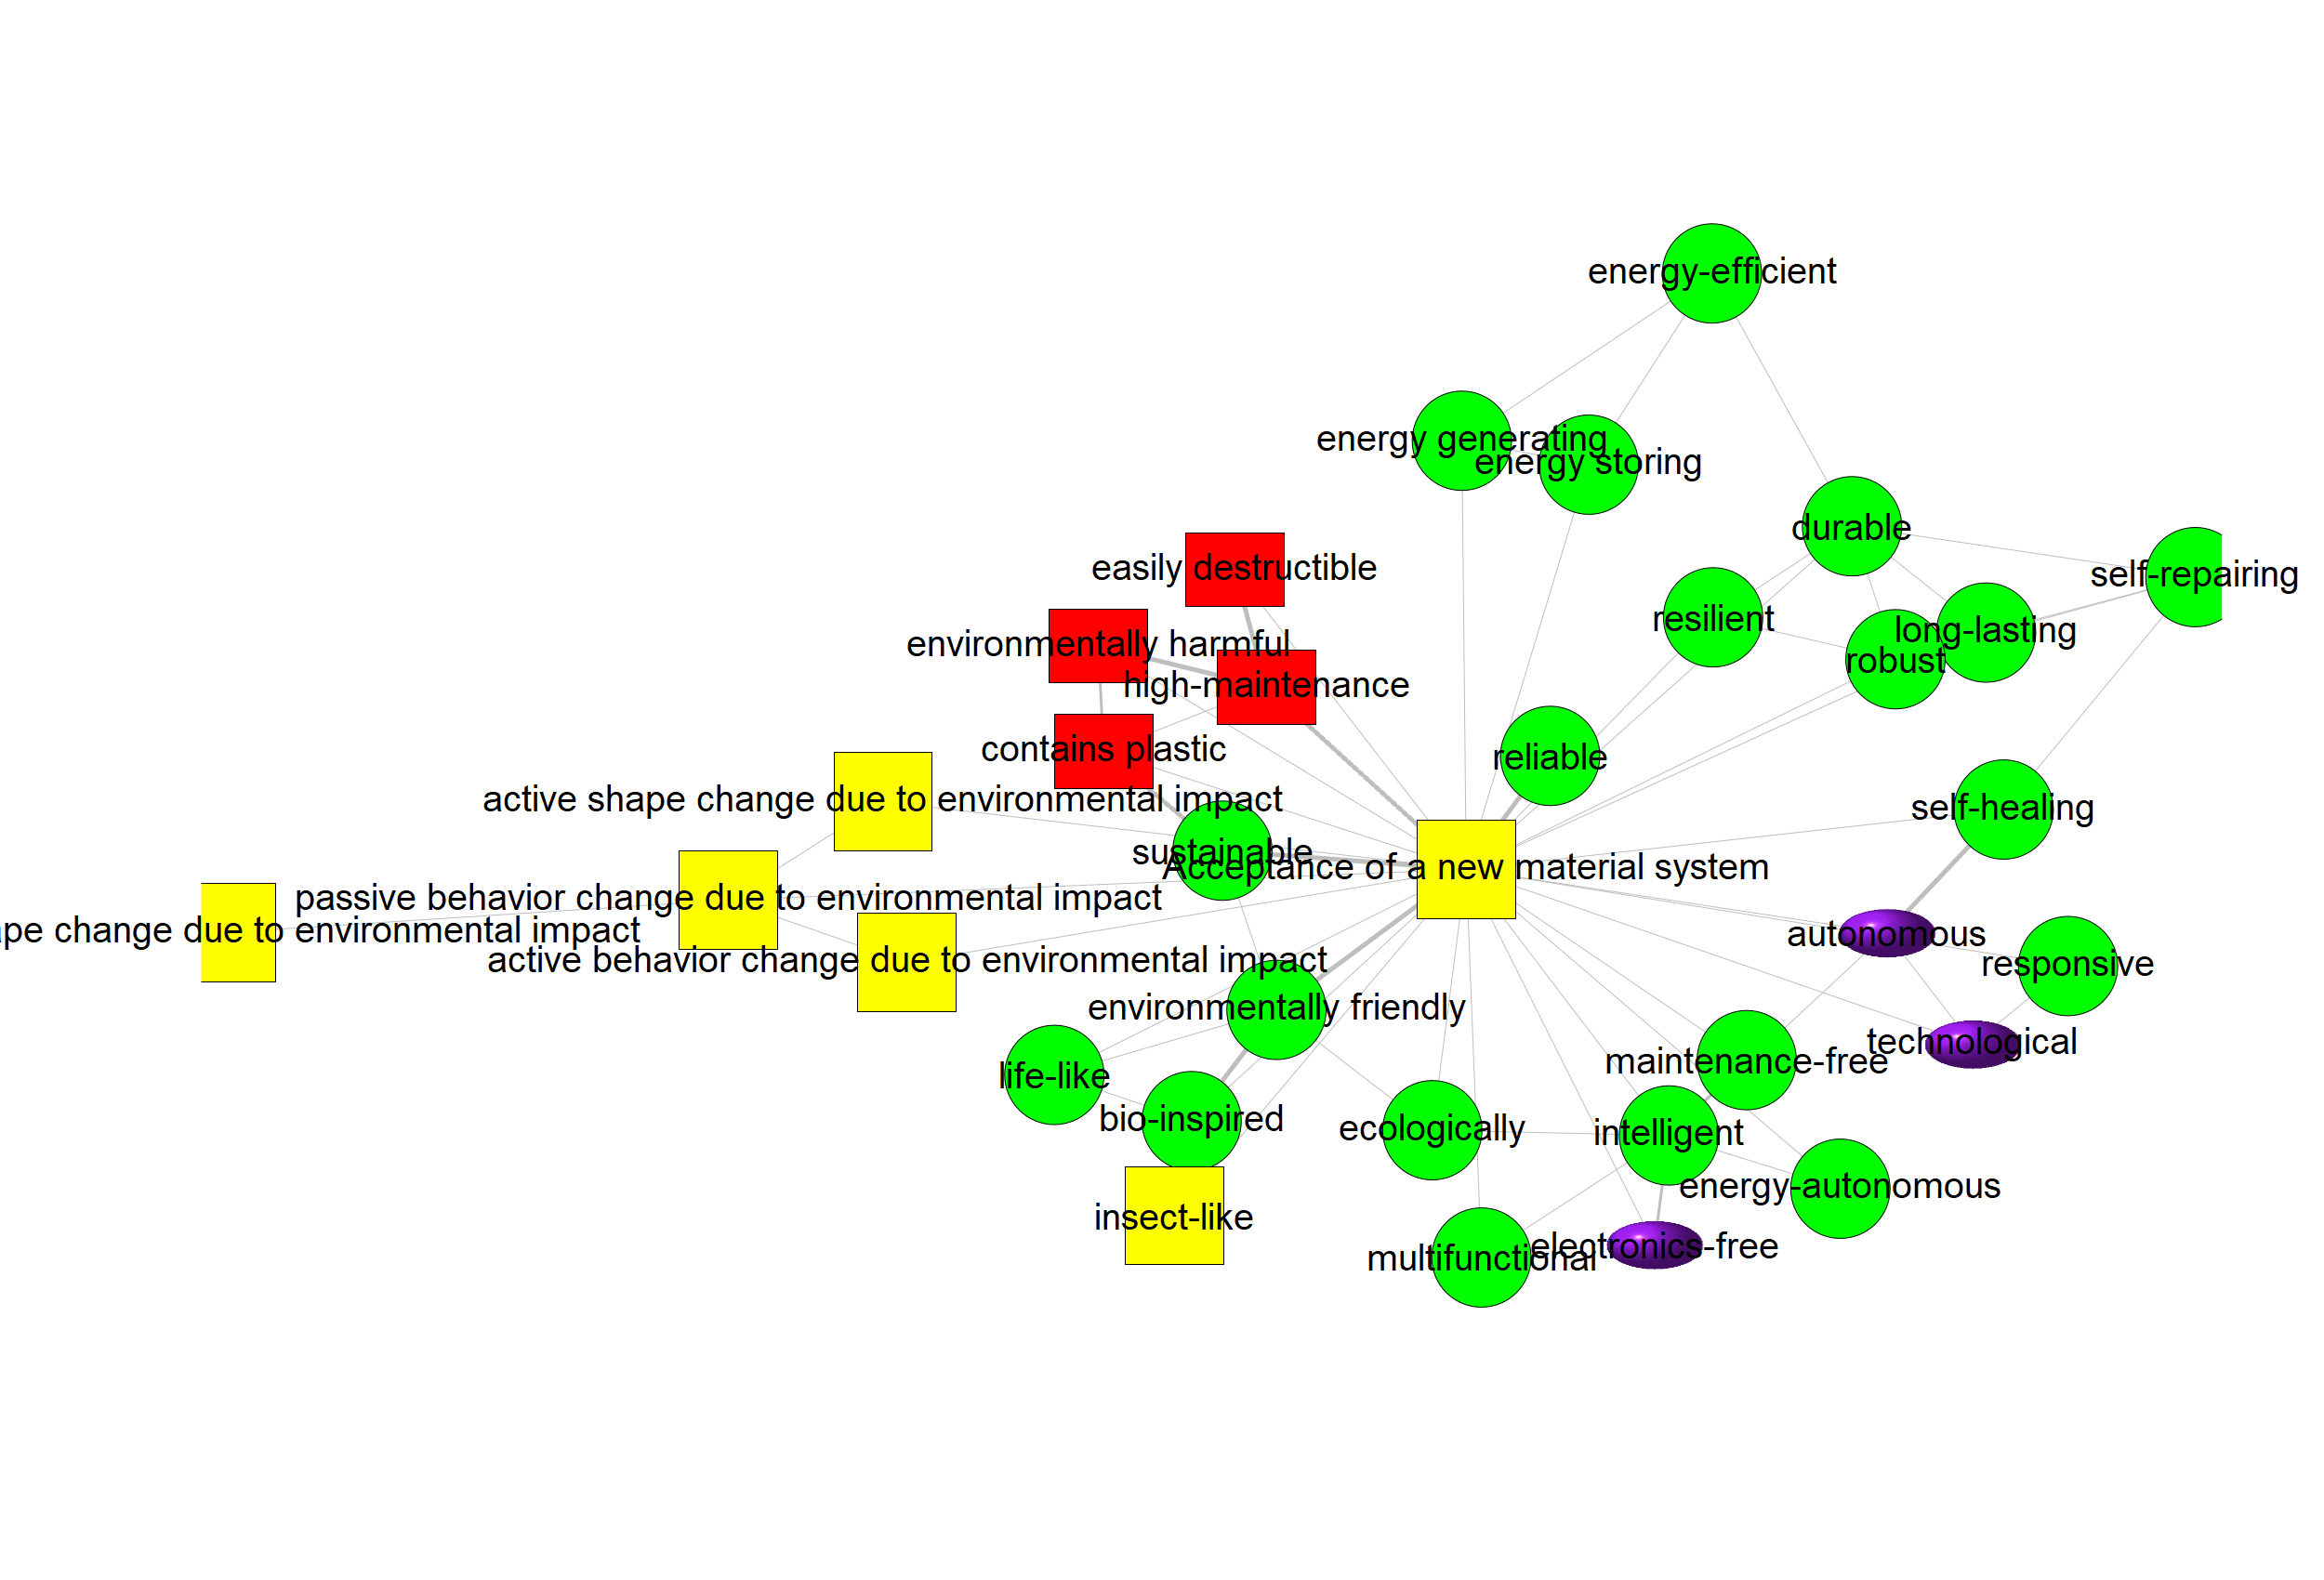 energy-efficient
energy generating
energy storing
durable
easily destructible
self-repairing
resilient
long-lasting
environmentally harmful
robust
high-maintenance
contains plastic
reliable
active shape change due to environmental impact
self-healing
sustainable
Acceptance of a new material system
passive behavior change due to environmental impact
change due to environmental impact
autonomous
active behavior change due to environmental impact
responsive
environmentally friendly
technological
maintenance-free
life-like
bio-inspired
ecologically
intelligent
energy-autonomous
insect-like
electronics-free
multifunctional